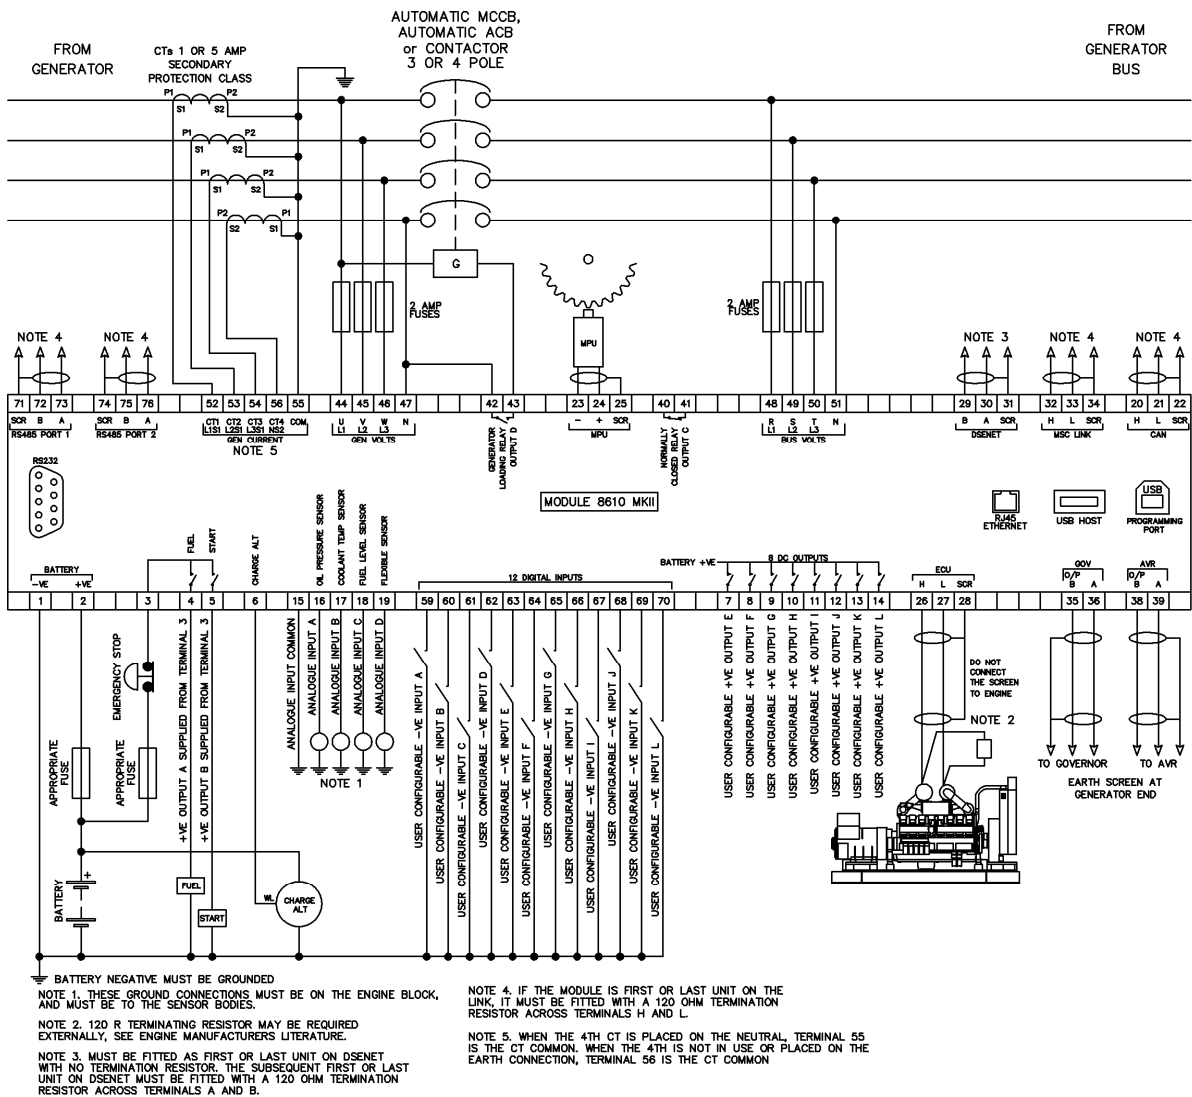 AUTOMATIC MCCB,
AUTOMATIC ACB
or CONTACTOR
3 OR 4 POLE
FROM
GENERATOR
CTs 1 OR 5 AMP
SECONDARY
PROTECTION CLASS
FROM
GENERATOR
BUS
P1 P2
S1 S2
P1 P2
S1 S2
P1 P2
S1 S2
P2 P1
S2 S1
G
2 AMP
FUSES
MPU
2 AMP
FUSES
NOTE 4
NOTE 4
NOTE 3
NOTE 4
NOTE 4
71 72 73 74 75 76 52 53 54 56 55 44 45 46 47 42 43 23 24 25 40 41 48 49 50 51 29 30 31 32 33 34 20 21 22
SCR B A
RS485 PORT 1
SCR B A
RS485 PORT 2
CT1 CT2 CT3 CT4 COM
L1S1 L2S1 L3S1 NS2
GEN CURRENT
NOTE 5
U V W N
L1 L2 L3
GEN VOLTS
GENERATOR
LOADING RELAY
OUTPUT D
- + SCR
MPU
NORMALLY
CLOSED RELAY
OUTPUT C
R S T N
L1 L2 L3
BUS VOLTS
B A SCR
DSENET
H L SCR
MSC LINK
H L SCR
CAN
RS232
MODULE 8610 MKII
RJ45
ETHERNET
USB HOST
USB
PROGRAMMING
PORT
BATTERY
-VE +VE
FUEL
START
CHARGE ALT
OIL PRESSURE SENSOR
COOLANT TEMP SENSOR
FUEL LEVEL SENSOR
FLEXIBLE SENSOR
12 DIGITAL INPUTS
BATTERY +VE
8 DC OUTPUTS
ECU
H L SCR
GOV
O/P
B A
AVR
O/P
B A
1 2 3 4 5 6 15 16 17 18 19 59 60 61 62 63 64 65 66 67 68 69 70 7 8 9 10 11 12 13 14 26 27 28 35 36 38 39
EMERGENCY STOP
APPROPRIATE
FUSE
APPROPRIATE
FUSE
+VE OUTPUT A SUPPLIED FROM TERMINAL 3
+VE OUTPUT B SUPPLIED FROM TERMINAL 3
ANALOGUE INPUT COMMON
ANALOGUE INPUT A
ANALOGUE INPUT B
ANALOGUE INPUT C
ANALOGUE INPUT D
NOTE 1
USER CONFIGURABLE -VE INPUT A
USER CONFIGURABLE -VE INPUT B
USER CONFIGURABLE -VE INPUT C
USER CONFIGURABLE -VE INPUT D
USER CONFIGURABLE -VE INPUT E
USER CONFIGURABLE -VE INPUT F
USER CONFIGURABLE -VE INPUT G
USER CONFIGURABLE -VE INPUT H
USER CONFIGURABLE -VE INPUT I
USER CONFIGURABLE -VE INPUT J
USER CONFIGURABLE -VE INPUT K
USER CONFIGURABLE -VE INPUT L
USER CONFIGURABLE +VE OUTPUT E
USER CONFIGURABLE +VE OUTPUT F
USER CONFIGURABLE +VE OUTPUT G
USER CONFIGURABLE +VE OUTPUT H
USER CONFIGURABLE +VE OUTPUT I
USER CONFIGURABLE +VE OUTPUT J
USER CONFIGURABLE +VE OUTPUT K
USER CONFIGURABLE +VE OUTPUT L
DO NOT
CONNECT
THE SCREEN
TO ENGINE
NOTE 2
TO GOVERNOR
TO AVR
EARTH SCREEN AT
GENERATOR END
BATTERY
+
FUEL
START
WL
CHARGE
ALT
BATTERY NEGATIVE MUST BE GROUNDED
NOTE 1. THESE GROUND CONNECTIONS MUST BE ON THE ENGINE BLOCK,
AND MUST BE TO THE SENSOR BODIES.
NOTE 2. 120 R TERMINATING RESISTOR MAY BE REQUIRED
EXTERNALLY, SEE ENGINE MANUFACTURERS LITERATURE.
NOTE 3. MUST BE FITTED AS FIRST OR LAST UNIT ON DSENET
WITH NO TERMINATION RESISTOR. THE SUBSEQUENT FIRST OR LAST
UNIT ON DSENET MUST BE FITTED WITH A 120 OHM TERMINATION
RESISTOR ACROSS TERMINALS A AND B.
NOTE 4. IF THE MODULE IS FIRST OR LAST UNIT ON THE
LINK, IT MUST BE FITTED WITH A 120 OHM TERMINATION
RESISTOR ACROSS TERMINALS H AND L.
NOTE 5. WHEN THE 4TH CT IS PLACED ON THE NEUTRAL, TERMINAL 55
IS THE CT COMMON. WHEN THE 4TH IS NOT IN USE OR PLACED ON THE
EARTH CONNECTION, TERMINAL 56 IS THE CT COMMON